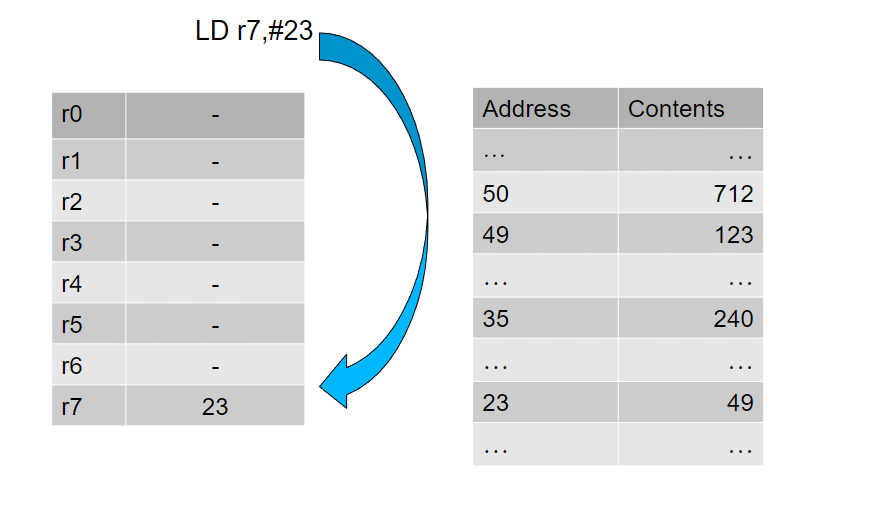 LD r7,#23
r0 -
r1 -
r2 -
r3 -
r4 -
r5 -
r6 -
r7 23
Address Contents
... ...
50 712
49 123
... ...
35 240
... ...
23 49
... ...